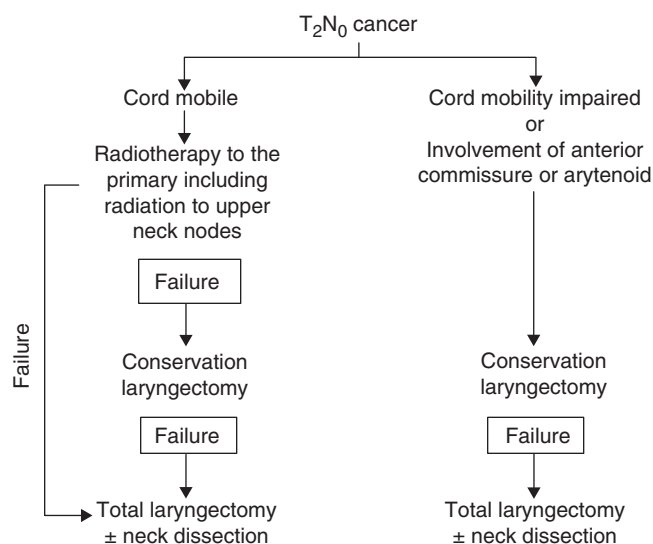 T₂N₀ cancer
Cord mobile
Radiotherapy to the
primary including
radiation to upper
neck nodes
Failure
Failure
Conservation
laryngectomy
Failure
Total laryngectomy
± neck dissection
Cord mobility impaired
or
Involvement of anterior
commissure or arytenoid
Conservation
laryngectomy
Failure
Total laryngectomy
± neck dissection